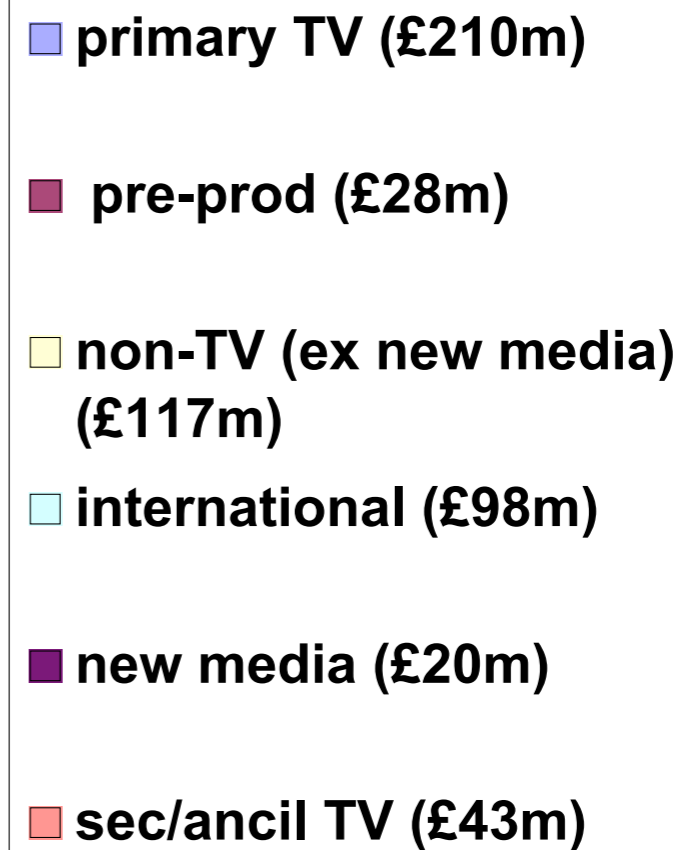 primary TV (£210m)
pre-prod (£28m)
non-TV (ex new media)
(£117m)
international (£98m)
new media (£20m)
sec/ancil TV (£43m)